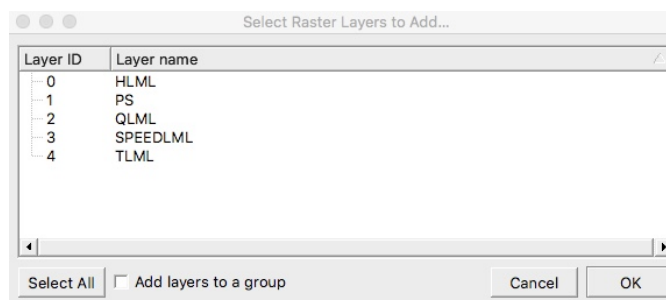 Select Raster Layers to Add...
Layer ID Layer name
0 HLML
1 PS
2 QLML
3 SPEEDLML
4 TLML
Select All Add layers to a group Cancel OK